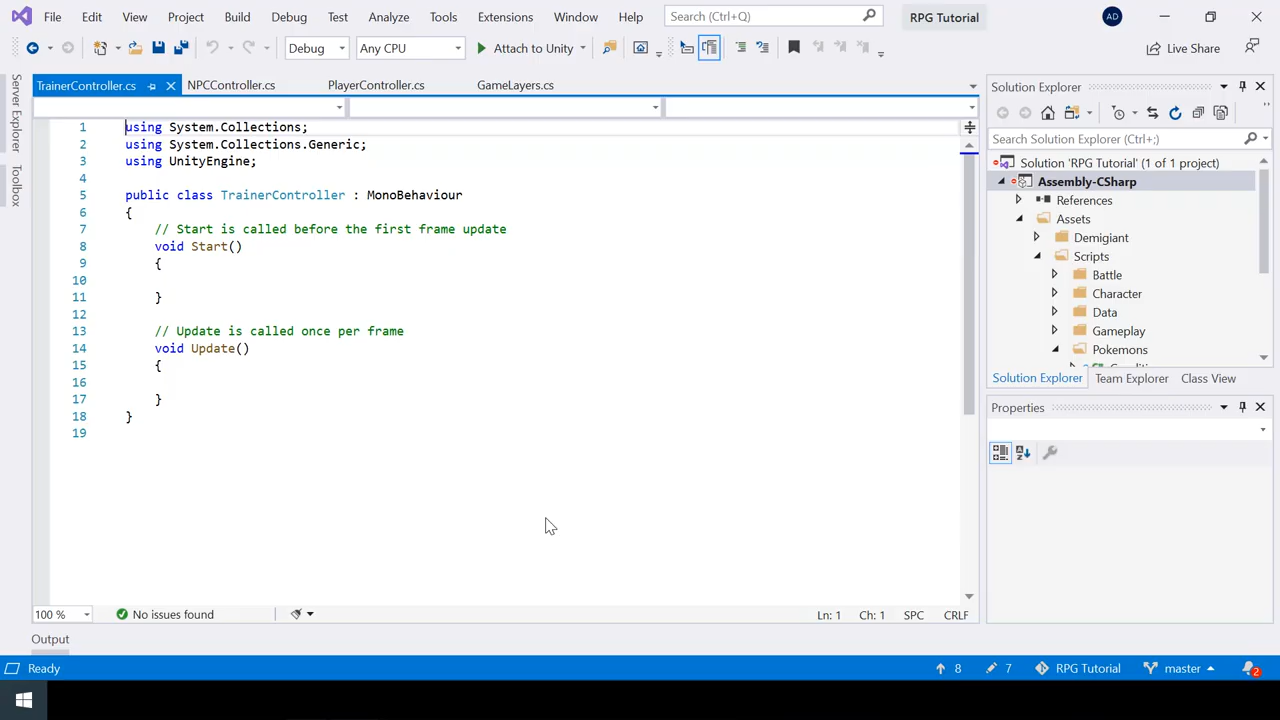 File Edit View Project Build Debug Test Analyze Tools Extensions Window Help Search (Ctrl+Q) RPG Tutorial AD
Debug Any CPU Attach to Unity Live Share
Server Explorer
Toolbox
TrainerController.cs NPCController.cs PlayerController.cs GameLayers.cs
1 using System.Collections;
2 using System.Collections.Generic;
3 using UnityEngine;
4
5 public class TrainerController : MonoBehaviour
6 {
7 // Start is called before the first frame update
8 void Start()
9 {
10
11 }
12
13 // Update is called once per frame
14 void Update()
15 {
16
17 }
18 }
19
100 % No issues found Ln: 1 Ch: 1 SPC CRLF
Solution Explorer
Search Solution Explorer (Ctrl+;)
Solution 'RPG Tutorial' (1 of 1 project)
Assembly-CSharp
References
Assets
Demigiant
Scripts
Battle
Character
Data
Gameplay
Pokemons
Solution Explorer Team Explorer Class View
Properties
Output
Ready 8 7 RPG Tutorial master 2